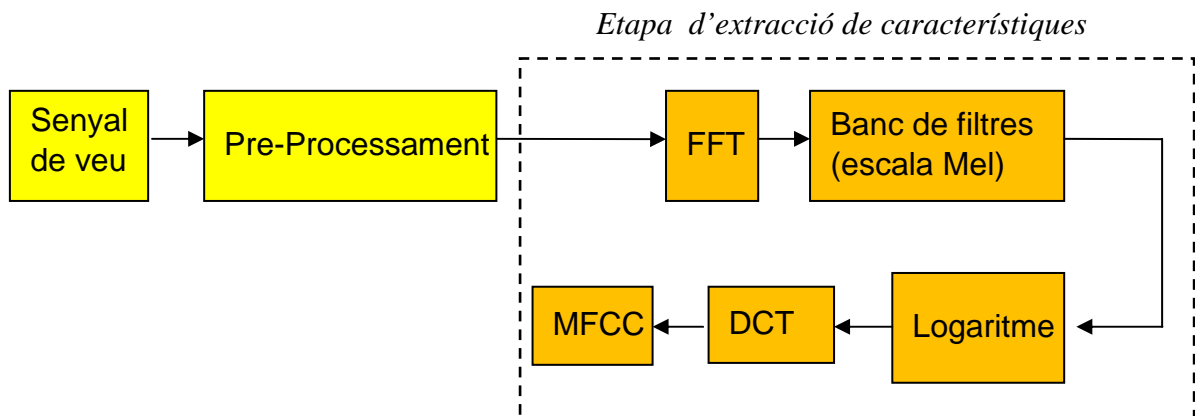 Etapa d’extracció de característiques
Senyal
de veu
Pre-Processament
FFT
Banc de filtres
(escala Mel)
MFCC
DCT
Logaritme